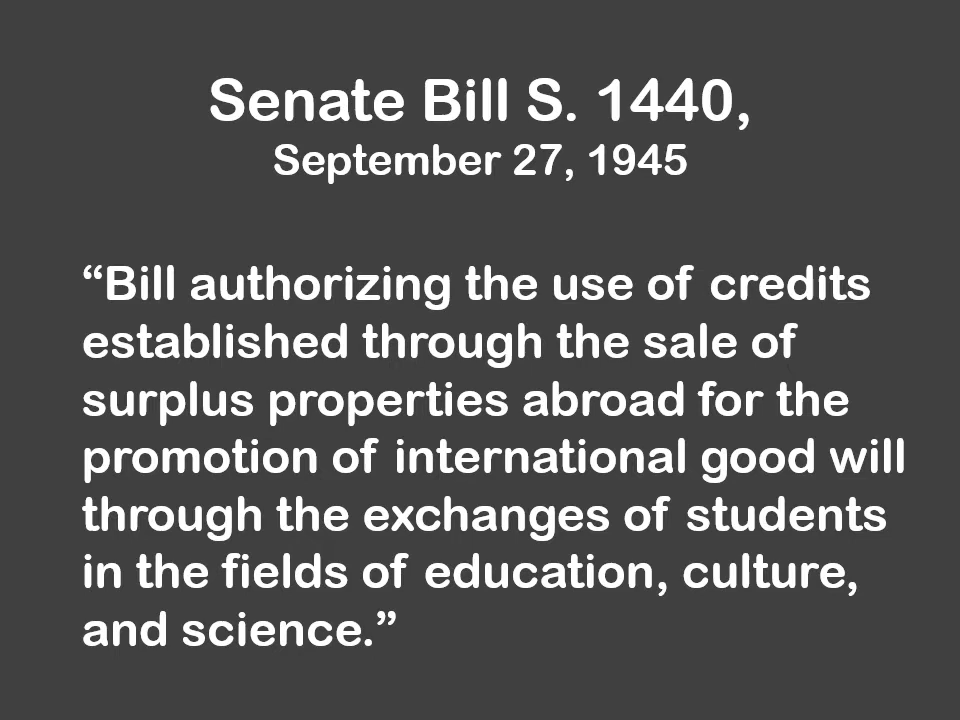 Senate Bill S. 1440,
September 27, 1945
“Bill authorizing the use of credits
established through the sale of
surplus properties abroad for the
promotion of international good will
through the exchanges of students
in the fields of education, culture,
and science.”